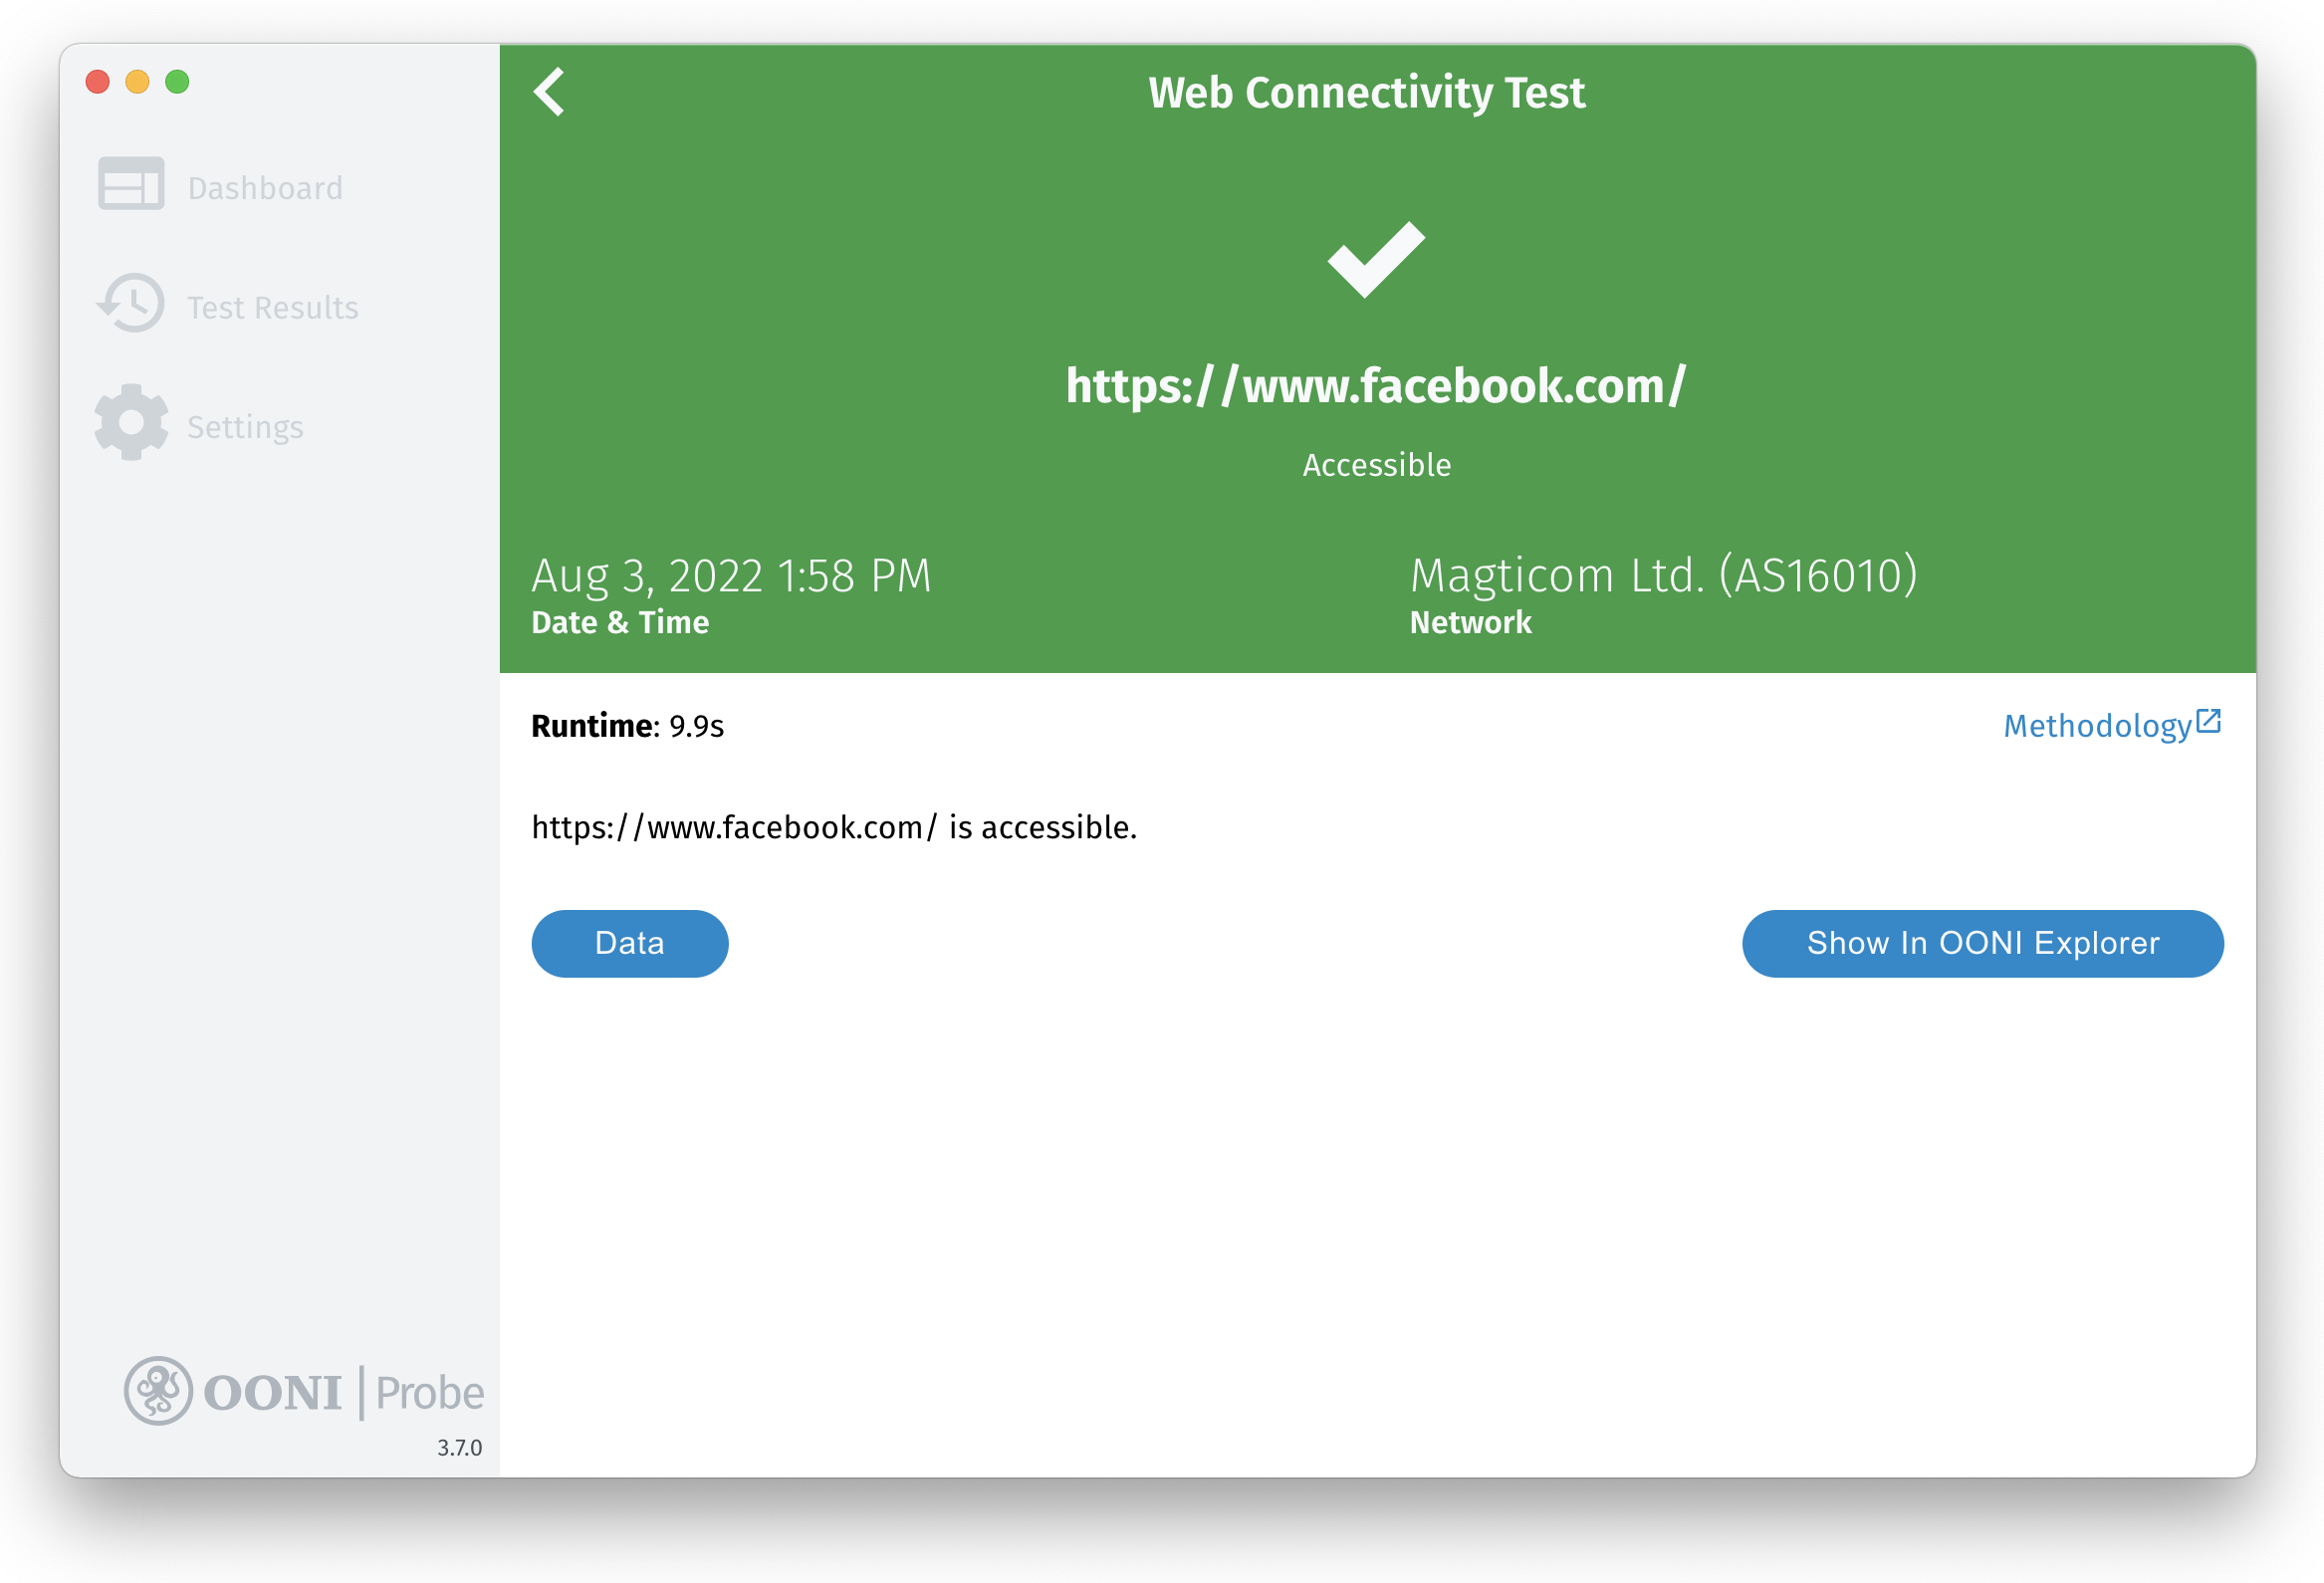 Dashboard
Test Results
Settings
OONI | Probe
3.7.0
Web Connectivity Test
https://www.facebook.com/
Accessible
Aug 3, 2022 1:58 PM
Date & Time
Magticom Ltd. (AS16010)
Network
Runtime: 9.9s
Methodology
https://www.facebook.com/ is accessible.
Data
Show In OONI Explorer